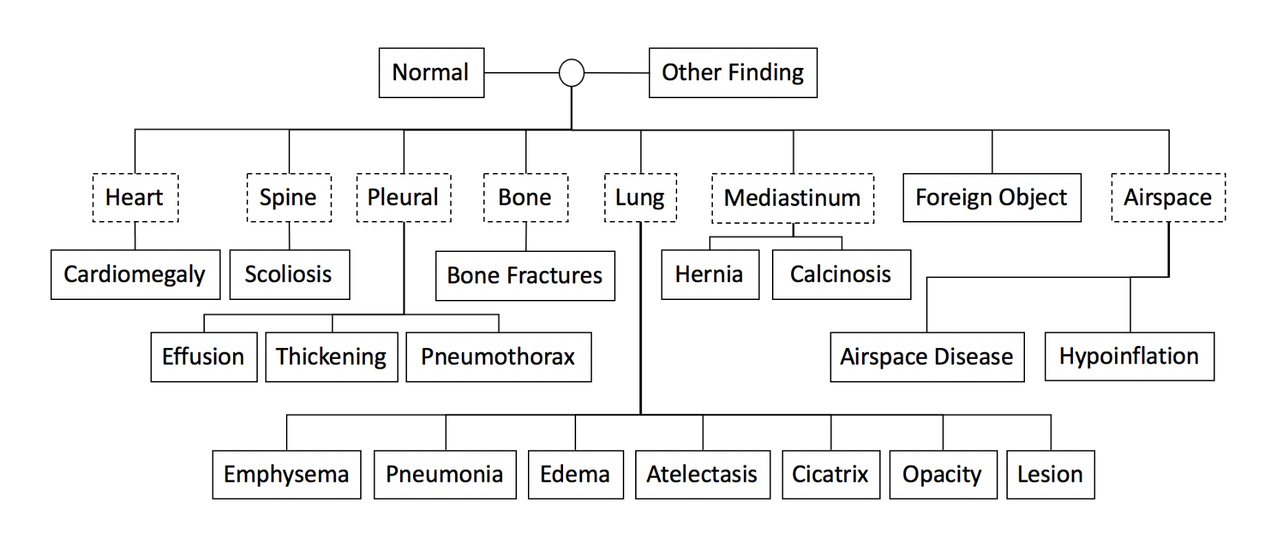 Normal
Other Finding
Heart
Spine
Pleural
Bone
Lung
Mediastinum
Foreign Object
Airspace
Cardiomegaly
Scoliosis
Bone Fractures
Hernia
Calcinosis
Effusion
Thickening
Pneumothorax
Airspace Disease
Hypoinflation
Emphysema
Pneumonia
Edema
Atelectasis
Cicatrix
Opacity
Lesion